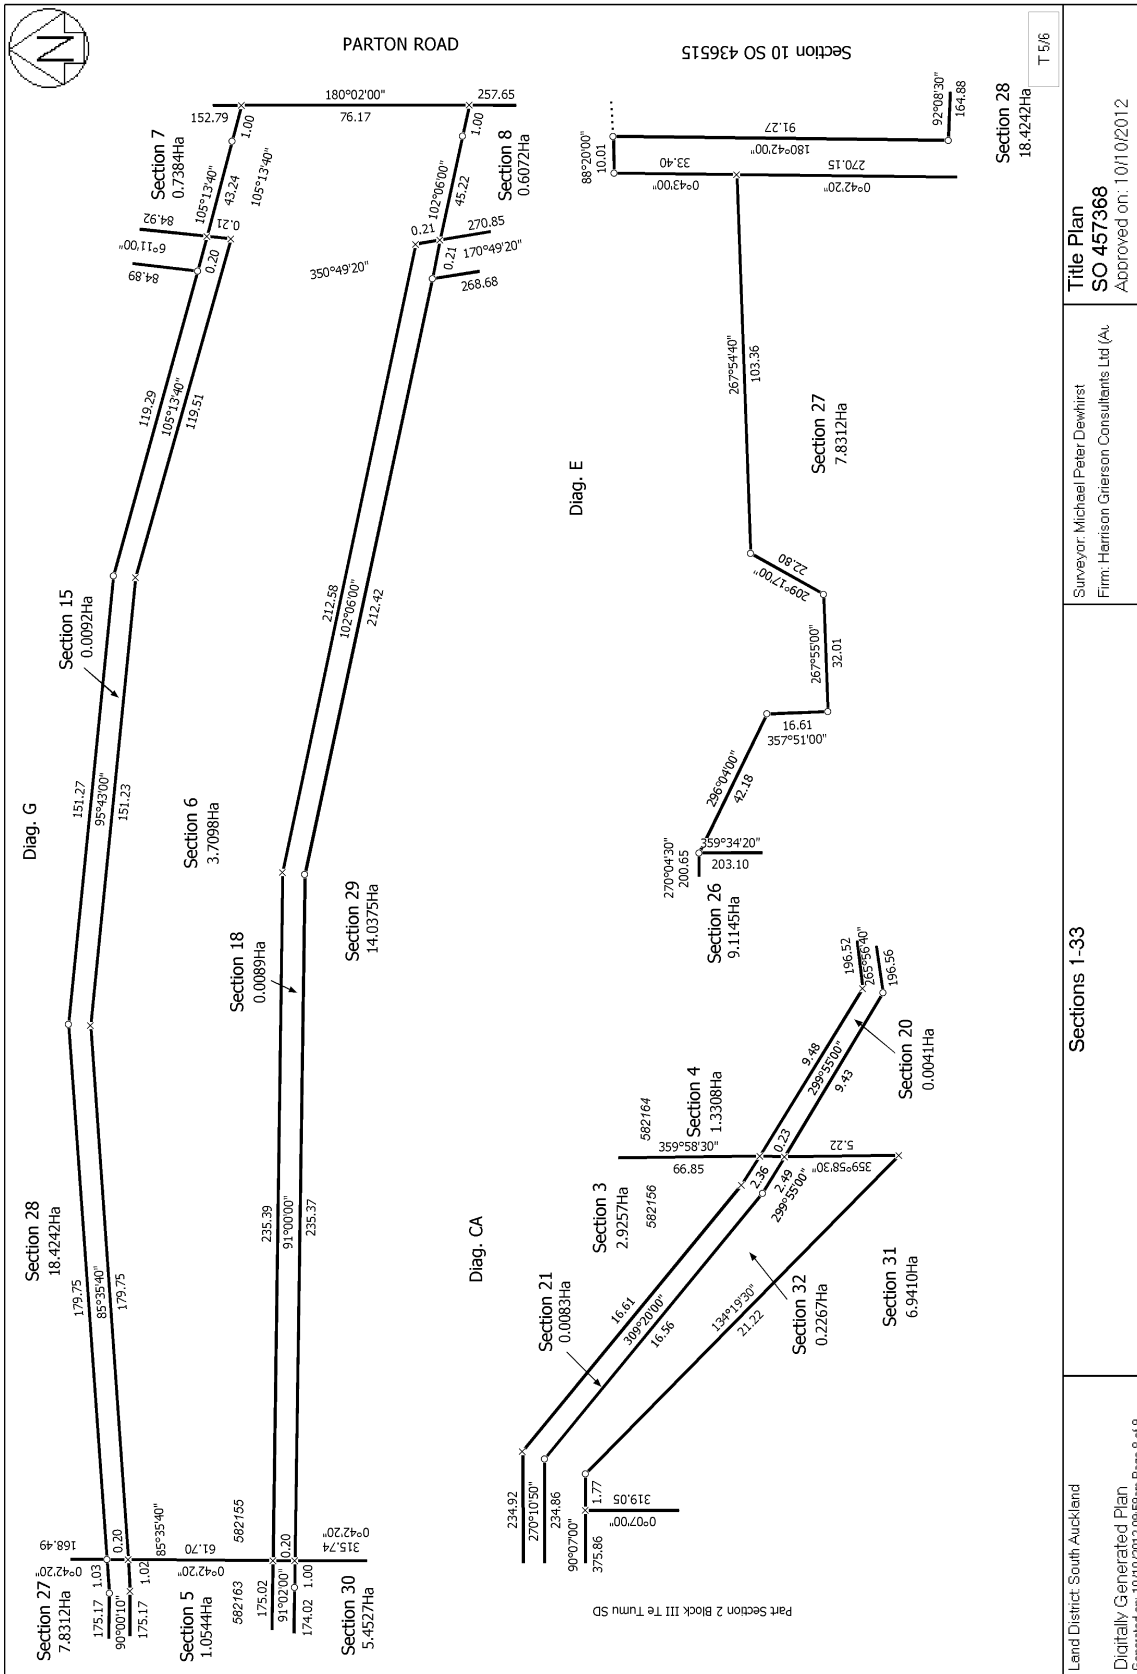 N
PARTON ROAD
Section 10 SO 436515
T 5/6
Diag. G
Section 7
0.7384Ha
152.79
180°02'00"
76.17
257.65
1.00
1.00
105°13'40"
43.24
105°13'40"
84.92
6°11'00"
84.89
0.21
0.20
Section 8
0.6072Ha
102°06'00"
45.22
0.21
270.85
170°49'20"
0.21
268.68
350°49'20"
119.29
105°13'40"
119.51
Section 15
0.0092Ha
151.27
95°43'00"
151.23
212.58
102°06'00"
212.42
Section 6
3.7098Ha
Section 18
0.0089Ha
Section 29
14.0375Ha
Section 28
18.4242Ha
179.75
85°35'40"
179.75
235.39
91°00'00"
235.37
168.49
0°42'20"
Section 27
7.8312Ha
1.03
175.17
90°00'10"
175.17
1.02
0.20
85°35'40"
61.70
0°42'20"
582155
Section 5
1.0544Ha
582163
175.02
91°02'00"
174.02
1.00
0.20
0°42'20"
315.74
Section 30
5.4527Ha
Diag. E
88°20'00"
10.01
33.40
0°43'00"
91.27
180°42'00"
270.15
0°42'20"
92°08'30"
164.88
Section 28
18.4242Ha
267°54'40"
103.36
Section 27
7.8312Ha
22.80
209°17'00"
267°55'00"
32.01
16.61
357°51'00"
296°04'00"
42.18
270°04'30"
200.65
359°34'20"
203.10
Section 26
9.1145Ha
Diag. CA
196.52
265°56'40"
196.56
Section 20
0.0041Ha
9.48
299°55'00"
9.43
Section 4
1.3308Ha
582164
359°58'30"
68.66
0.23
5.22
359°58'30"
2.36
2.49
299°55'00"
Section 3
2.9257Ha
582156
Section 21
0.0083Ha
16.61
309°20'00"
16.56
Section 32
0.2267Ha
134°19'30"
21.22
Section 31
6.9410Ha
234.92
270°10'50"
234.86
90°07'00"
375.86
1.77
319.05
0°07'00"
Part Section 2 Block III Te Tumu SD
Land District: South Auckland
Digitally Generated Plan
Generated on: 10/10/2012 09:59am Page 8 of 9
Sections 1-33
Surveyor: Michael Peter Dewhirst
Firm: Harrison Grierson Consultants Ltd (Au
Title Plan
SO 457368
Approved on: 10/10/2012